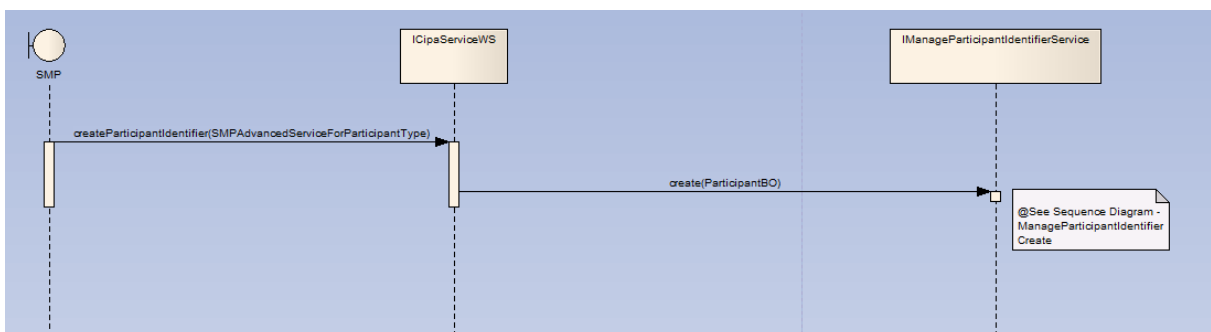 ICipaServiceWS
IManageParticipantIdentifierService
SMP
createParticipantIdentifier(SMPAdvancedServiceForParticipantType)
create(ParticipantBO)
@See Sequence Diagram -
ManageParticipantIdentifier
Create